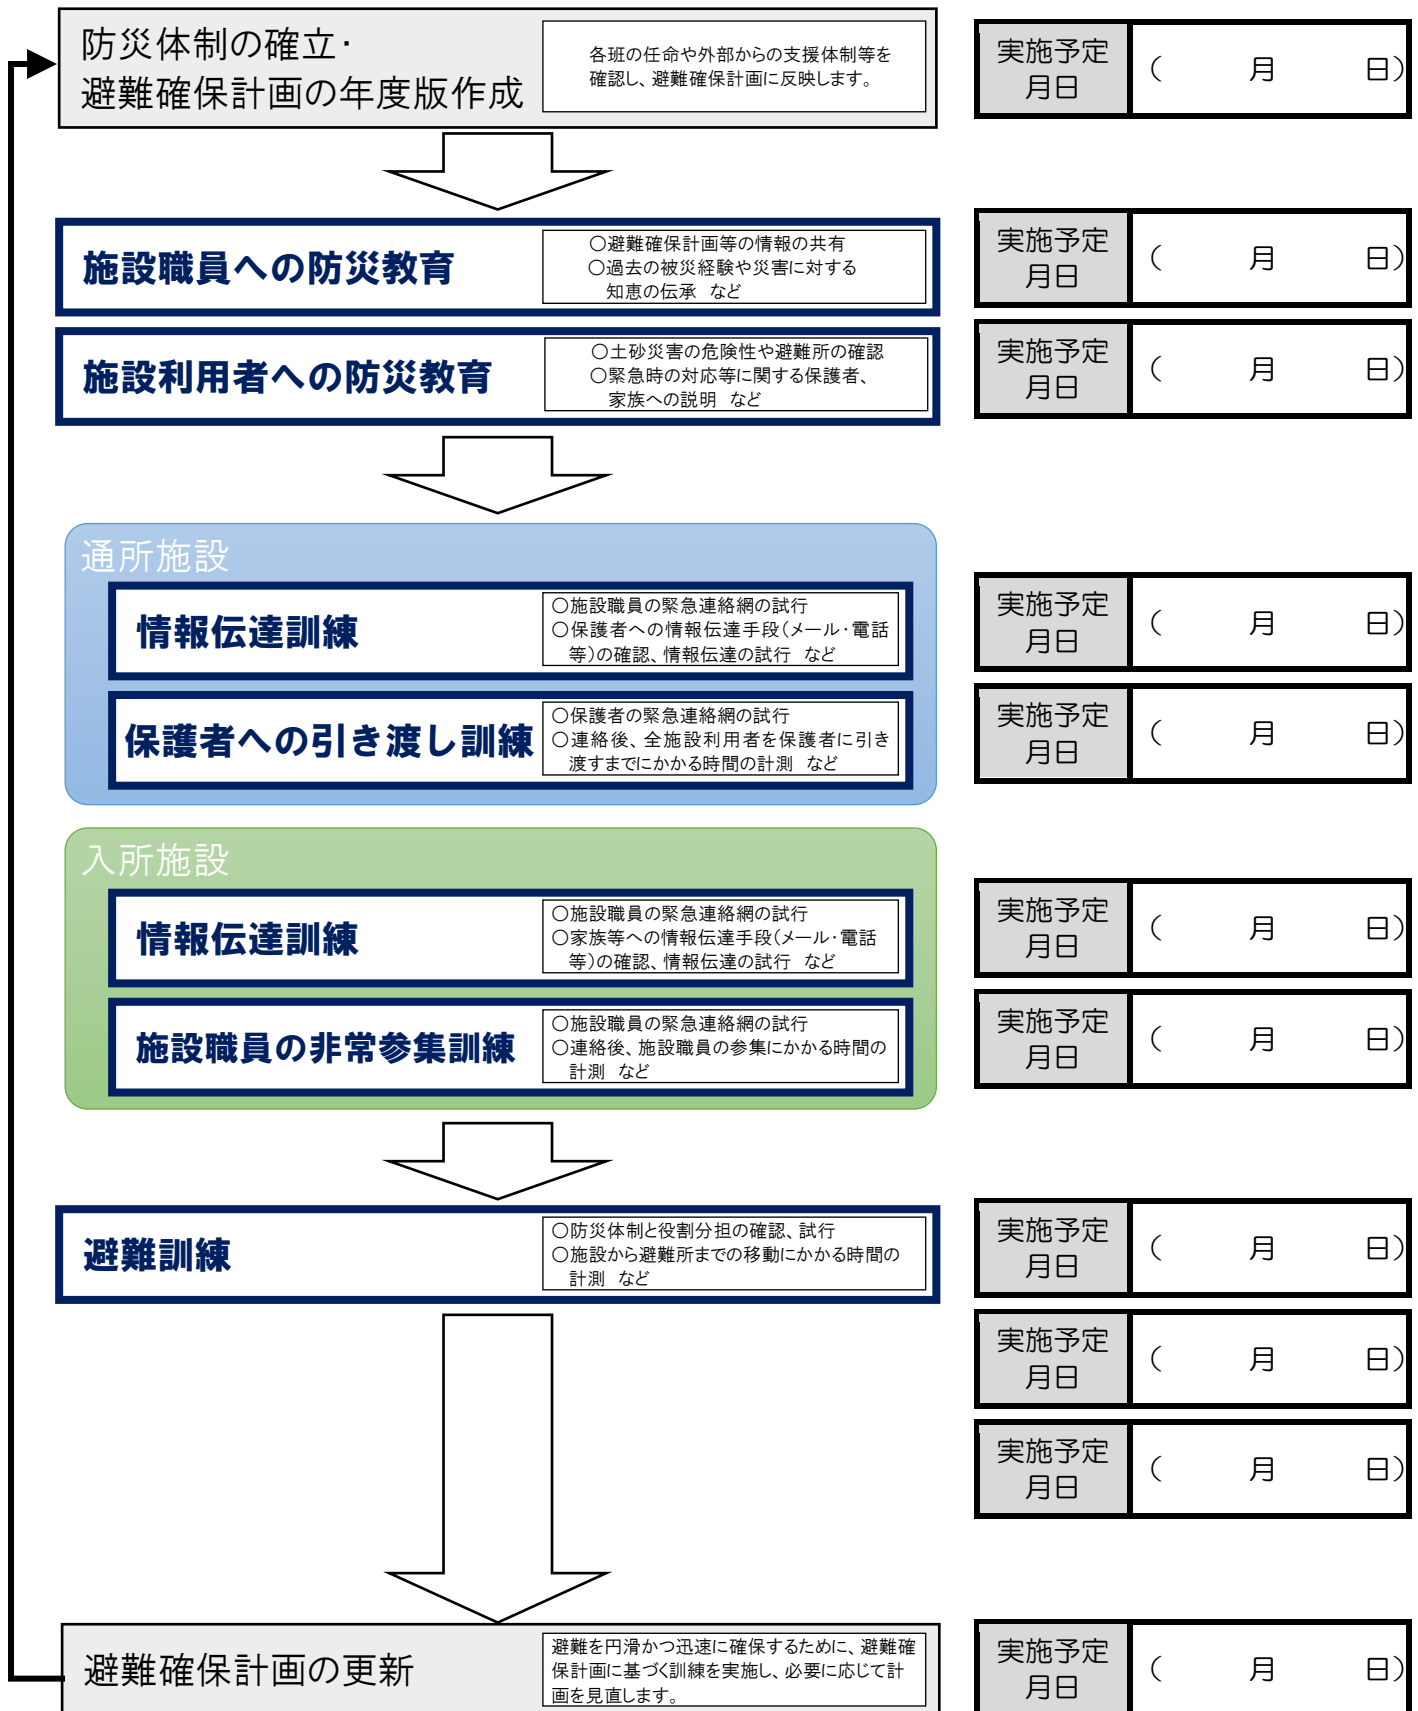 防災体制の確立・
避難確保計画の年度版作成
各班の任命や外部からの支援体制等を
確認し、避難確保計画に反映します。
実施予定
月日
（　　月　　日）
施設職員への防災教育
〇避難確保計画等の情報の共有
〇過去の被災経験や災害に対する
知恵の伝承　など
実施予定
月日
（　　月　　日）
施設利用者への防災教育
〇土砂災害の危険性や避難所の確認
〇緊急時の対応等に関する保護者、
家族への説明　など
実施予定
月日
（　　月　　日）
通所施設
情報伝達訓練
〇施設職員の緊急連絡網の試行
〇保護者への情報伝達手段（メール・電話
等）の確認、情報伝達の試行　など
実施予定
月日
（　　月　　日）
保護者への引き渡し訓練
〇保護者の緊急連絡網の試行
〇連絡後、全施設利用者を保護者に引き
渡すまでにかかる時間の計測　など
実施予定
月日
（　　月　　日）
入所施設
情報伝達訓練
〇施設職員の緊急連絡網の試行
〇家族等への情報伝達手段（メール・電話
等）の確認、情報伝達の試行　など
実施予定
月日
（　　月　　日）
施設職員の非常参集訓練
〇施設職員の緊急連絡網の試行
〇連絡後、施設職員の参集にかかる時間の
計測　など
実施予定
月日
（　　月　　日）
避難訓練
〇防災体制と役割分担の確認、試行
〇施設から避難所までの移動にかかる時間の
計測　など
実施予定
月日
（　　月　　日）
実施予定
月日
（　　月　　日）
実施予定
月日
（　　月　　日）
避難確保計画の更新
避難を円滑かつ迅速に確保するために、避難確
保計画に基づく訓練を実施し、必要に応じて計
画を見直します。
実施予定
月日
（　　月　　日）